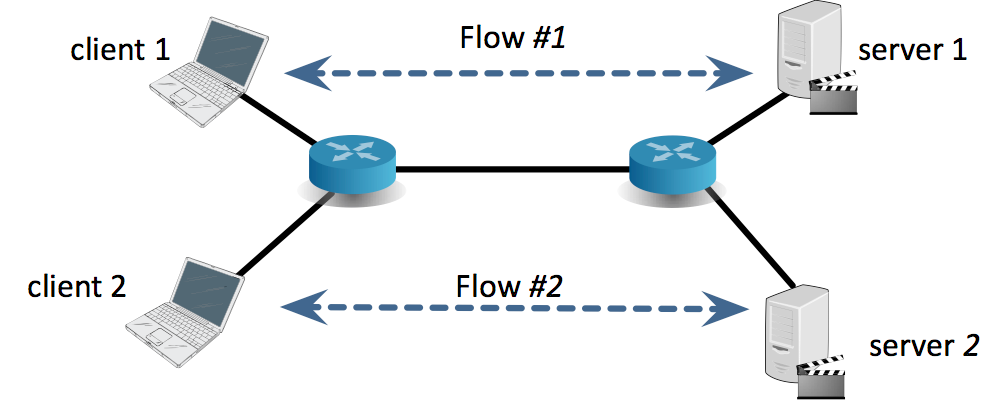 Flow #1
client 1
server 1
Flow #2
client 2
server 2